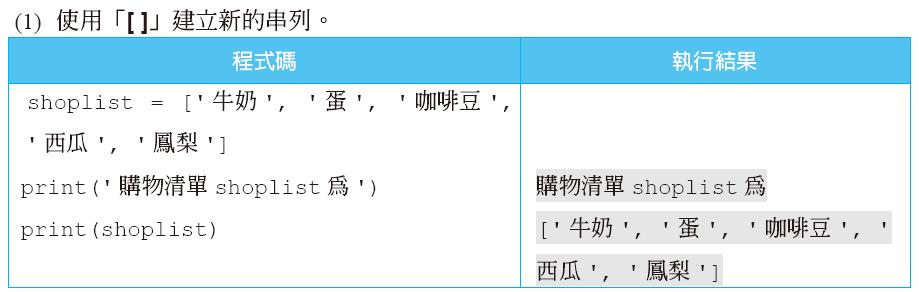 (1) 使用「[ ]」建立新的串列。
程式碼
執行結果
shoplist = ['牛奶', '蛋', '咖啡豆',
'西瓜', '鳳梨']
print('購物清單 shoplist 為')
print(shoplist)
購物清單 shoplist 為
['牛奶', '蛋', '咖啡豆', '
西瓜', '鳳梨']